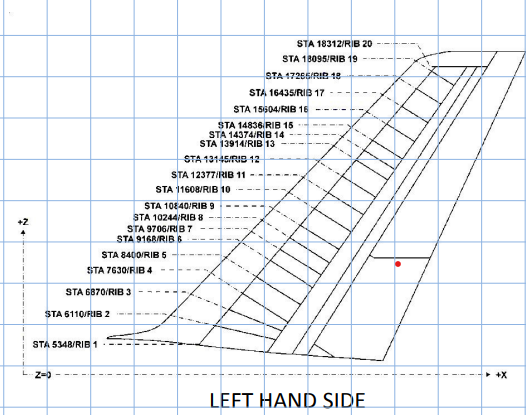 STA 18312/RIB 20
STA 18095/RIB 19
STA 17265/RIB 18
STA 16435/RIB 17
STA 15604/RIB 16
STA 14836/RIB 15
STA 14374/RIB 14
STA 13914/RIB 13
STA 13145/RIB 12
STA 12377/RIB 11
STA 11608/RIB 10
STA 10840/RIB 9
STA 10244/RIB 8
STA 9706/RIB 7
STA 9168/RIB 6
STA 8400/RIB 5
STA 7630/RIB 4
STA 6870/RIB 3
STA 6110/RIB 2
STA 5348/RIB 1
+Z
Z=0
+X
LEFT HAND SIDE